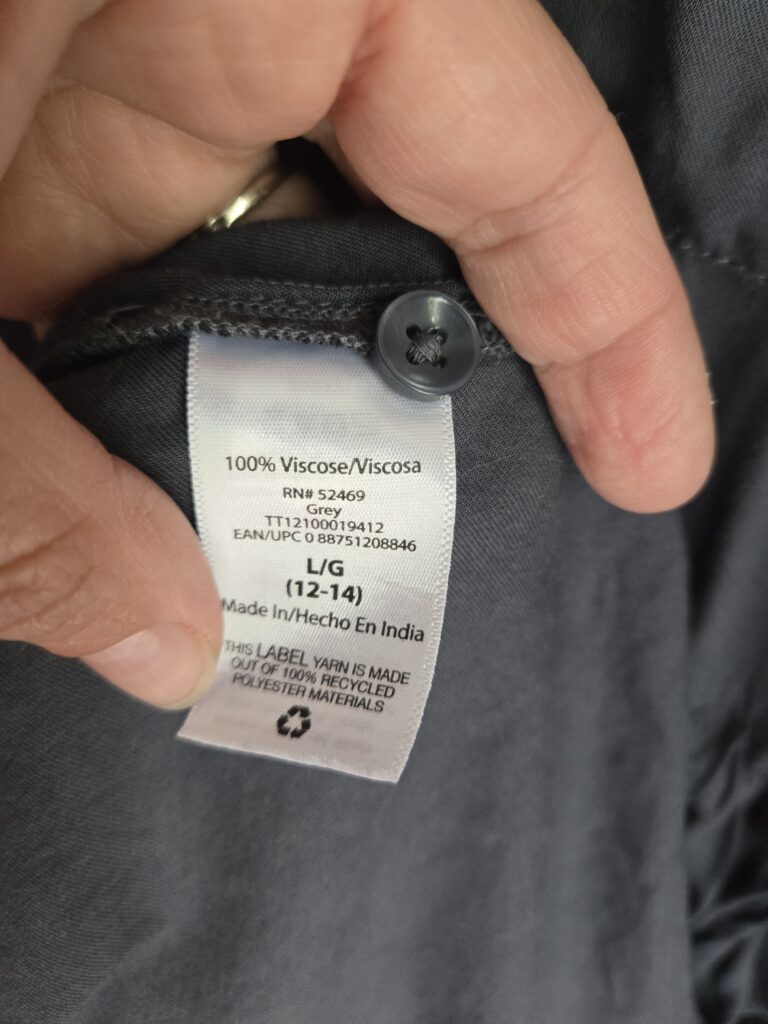 100% Viscose/Viscosa
RN# 52469
Grey
TT12100019412
EAN/UPC 0 88751208846
L/G
(12-14)
Made In/Hecho En India
THIS LABEL YARN IS MADE
OUT OF 100% RECYCLED
POLYESTER MATERIALS